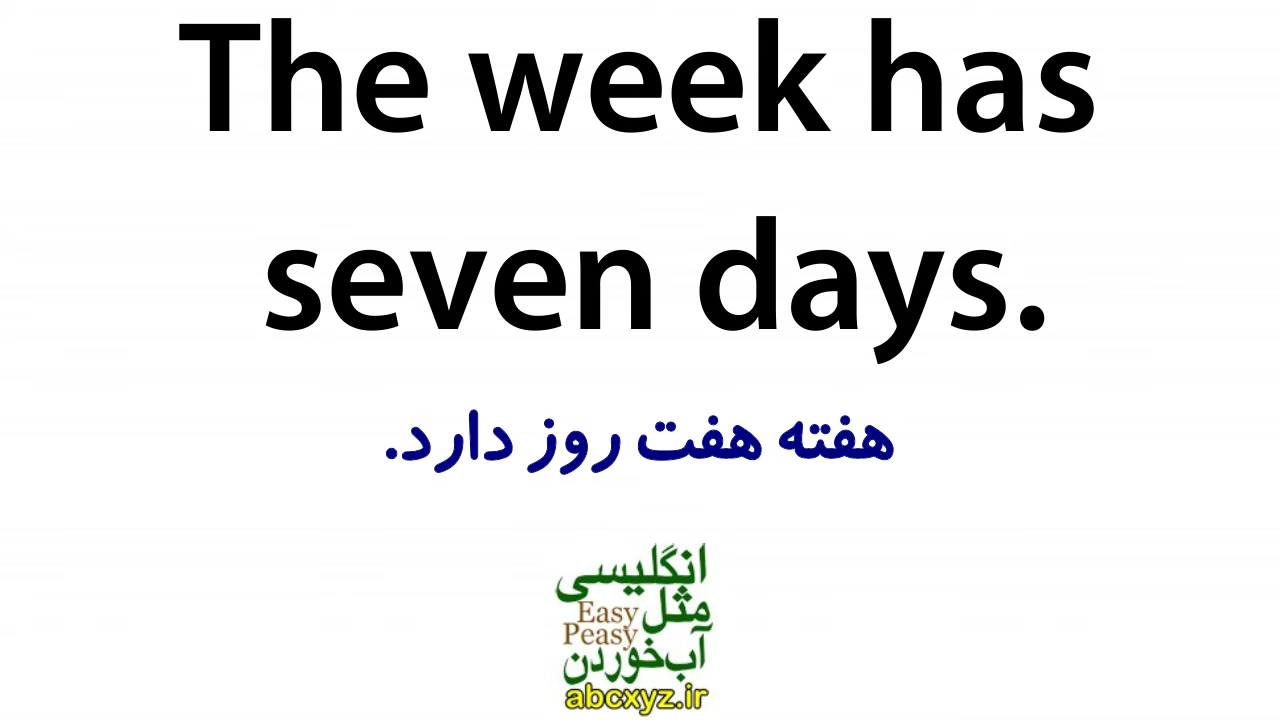 The week has
seven days.
هفته هفت روز دارد.
انگلیسی
مثل
Easy
Peasy
آب‌خوردن
abcxyz.ir